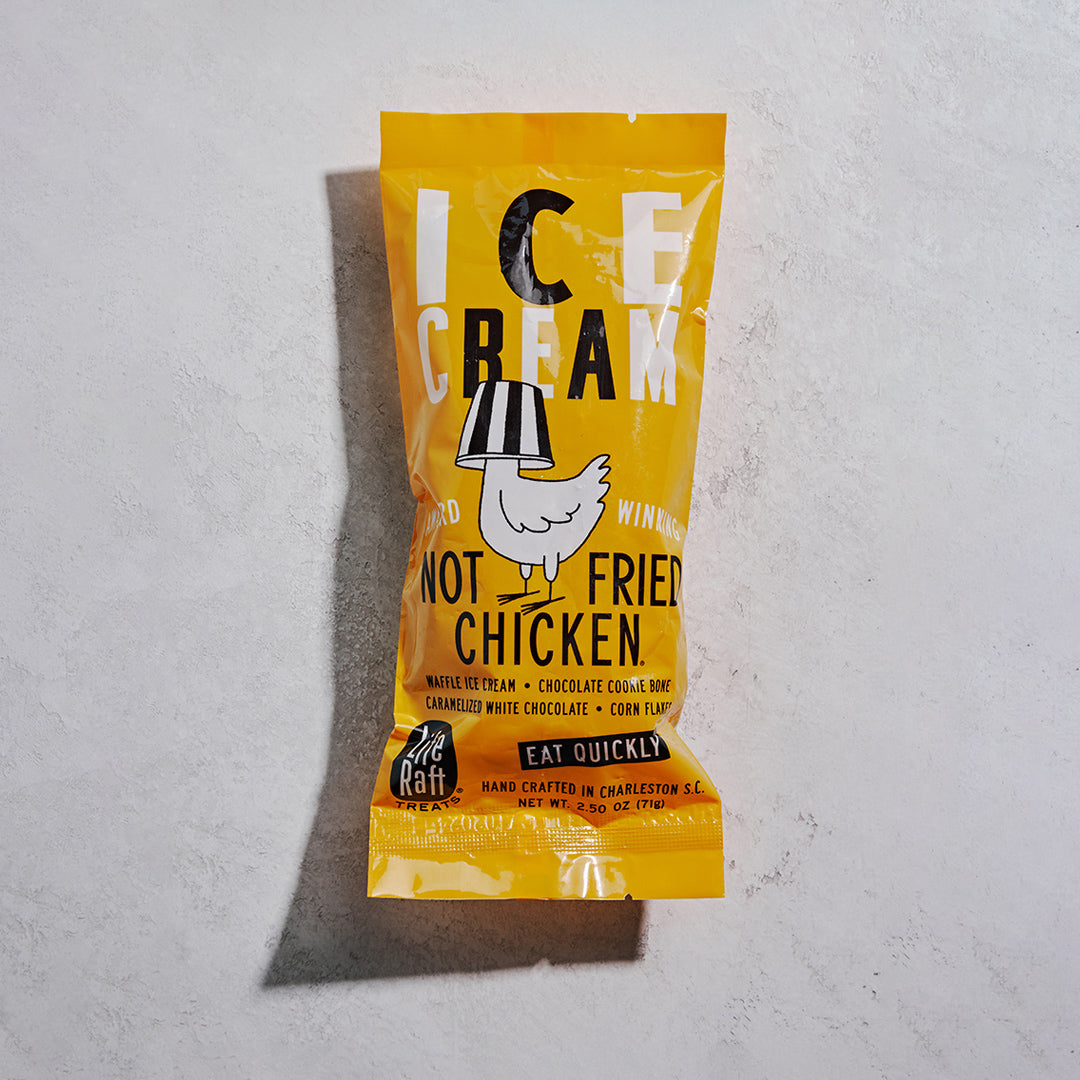 ICE
CREAM
WINNING
NOT FRIED
CHICKEN®
WAFFLE ICE CREAM • CHOCOLATE COOKIE BONE
CARAMELIZED WHITE CHOCOLATE • CORN FLAKES
Life
Raft
TREATS®
EAT QUICKLY
HAND CRAFTED IN CHARLESTON S.C.
NET WT. 2.50 OZ (71g)